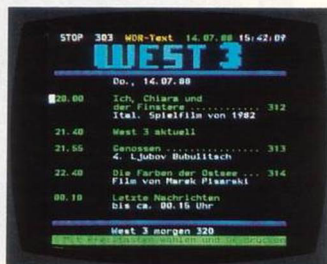 STOP 303 WDR-Text 14.07.88 15:42:09
WEST 3
Do., 14.07.88
20.00 Ich, Chiara und
der Finstere ............ 312
Ital. Spielfilm von 1982
21.40 West 3 aktuell
21.55 Genossen ................ 313
4. Ljubov Bubulitsch
22.40 Die Farben der Ostsee ... 314
Film von Marek Pisarski
00.10 Letzte Nachrichten
bis ca. 00.15 Uhr
West 3 morgen 320